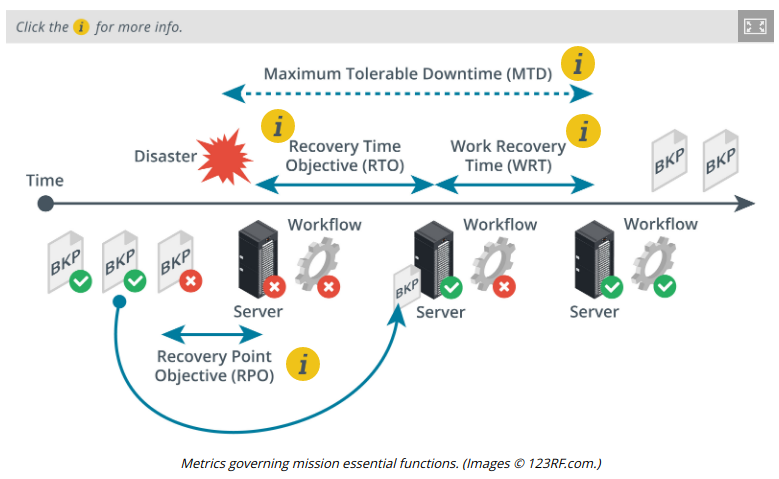 Click the i for more info.
Maximum Tolerable Downtime (MTD)
i
i
Disaster
Recovery Time
Objective (RTO)
Work Recovery
Time (WRT)
i
BKP
BKP
Time
BKP
BKP
BKP
Workflow
Server
BKP
Workflow
Server
Workflow
Server
Recovery Point
Objective (RPO)
i
Metrics governing mission essential functions. (Images © 123RF.com.)